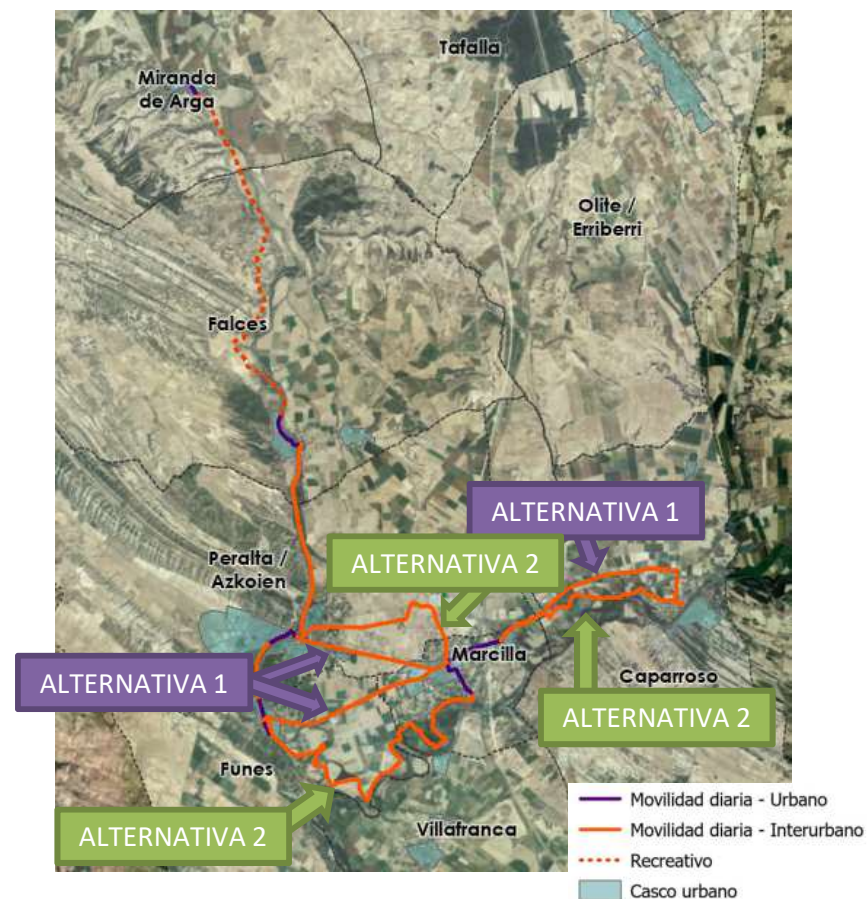 Tafalla
Miranda
de Arga
Olite /
Erriberri
Falces
ALTERNATIVA 1
Peralta /
Azkoien
ALTERNATIVA 2
Marcilla
ALTERNATIVA 1
Caparroso
ALTERNATIVA 2
Funes
ALTERNATIVA 2
Villafranca
Movilidad diaria - Urbano
Movilidad diaria - Interurbano
Recreativo
Casco urbano